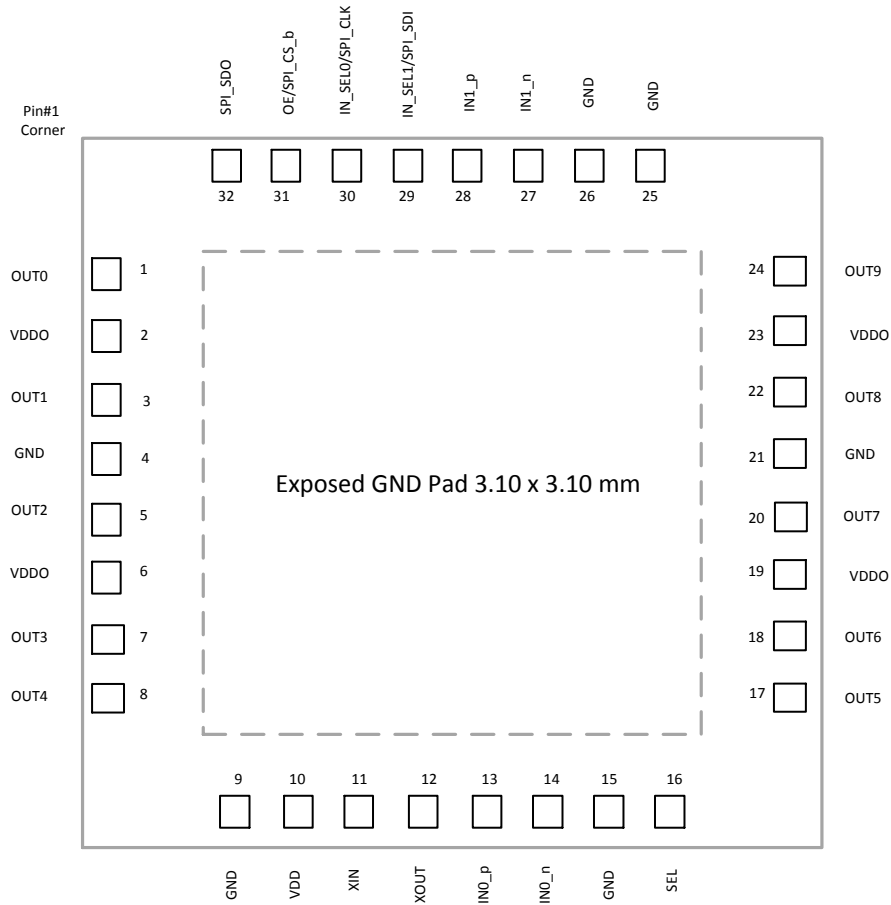 SPI_SDO
OE/SPI_CS_b
IN_SEL0/SPI_CLK
IN_SEL1/SPI_SDI
IN1_p
IN1_n
GND
GND
Pin#1
Corner
32
31
30
29
28
27
26
25
OUT0
1
24
OUT9
VDDO
2
23
VDDO
OUT1
3
22
OUT8
GND
4
21
GND
Exposed GND Pad 3.10 x 3.10 mm
OUT2
5
20
OUT7
VDDO
6
19
VDDO
OUT3
7
18
OUT6
OUT4
8
17
OUT5
9
10
11
12
13
14
15
16
GND
VDD
XIN
XOUT
IN0_p
IN0_n
GND
SEL